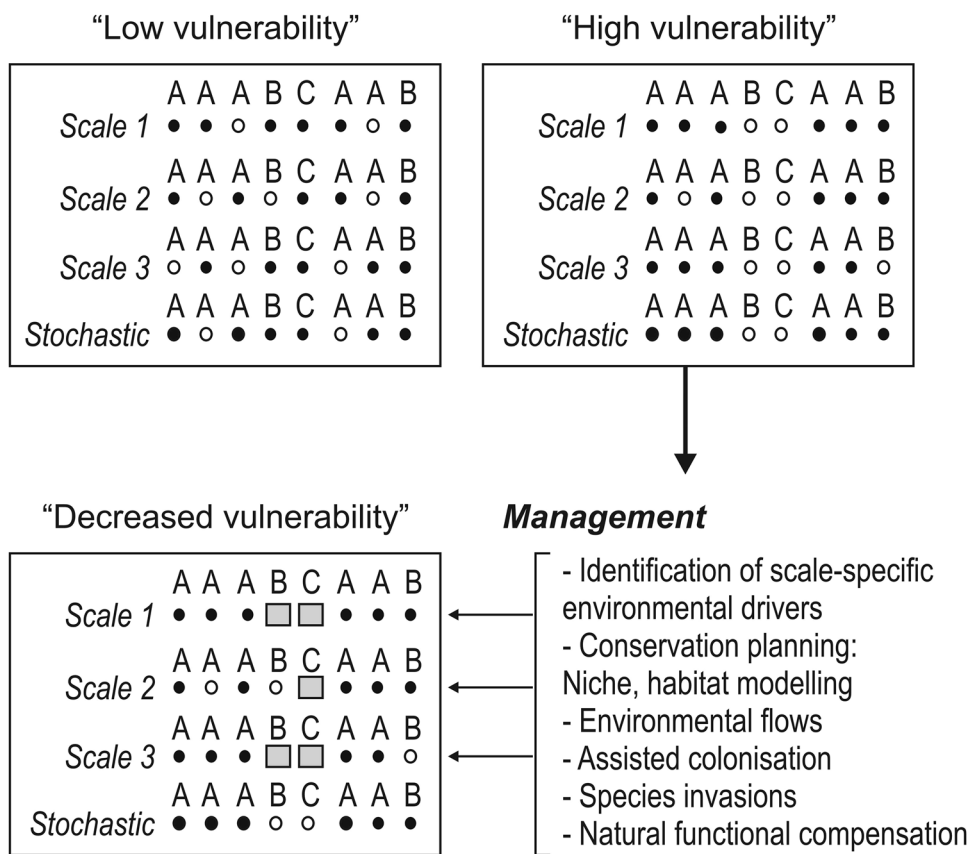 “Low vulnerability”
A A A B C A A B
Scale 1
A A A B C A A B
Scale 2
A A A B C A A B
Scale 3
A A A B C A A B
Stochastic
“High vulnerability”
A A A B C A A B
Scale 1
A A A B C A A B
Scale 2
A A A B C A A B
Scale 3
A A A B C A A B
Stochastic
“Decreased vulnerability”
A A A B C A A B
Scale 1
A A A B C A A B
Scale 2
A A A B C A A B
Scale 3
A A A B C A A B
Stochastic
Management
- Identification of scale-specific
environmental drivers
- Conservation planning:
Niche, habitat modelling
- Environmental flows
- Assisted colonisation
- Species invasions
- Natural functional compensation